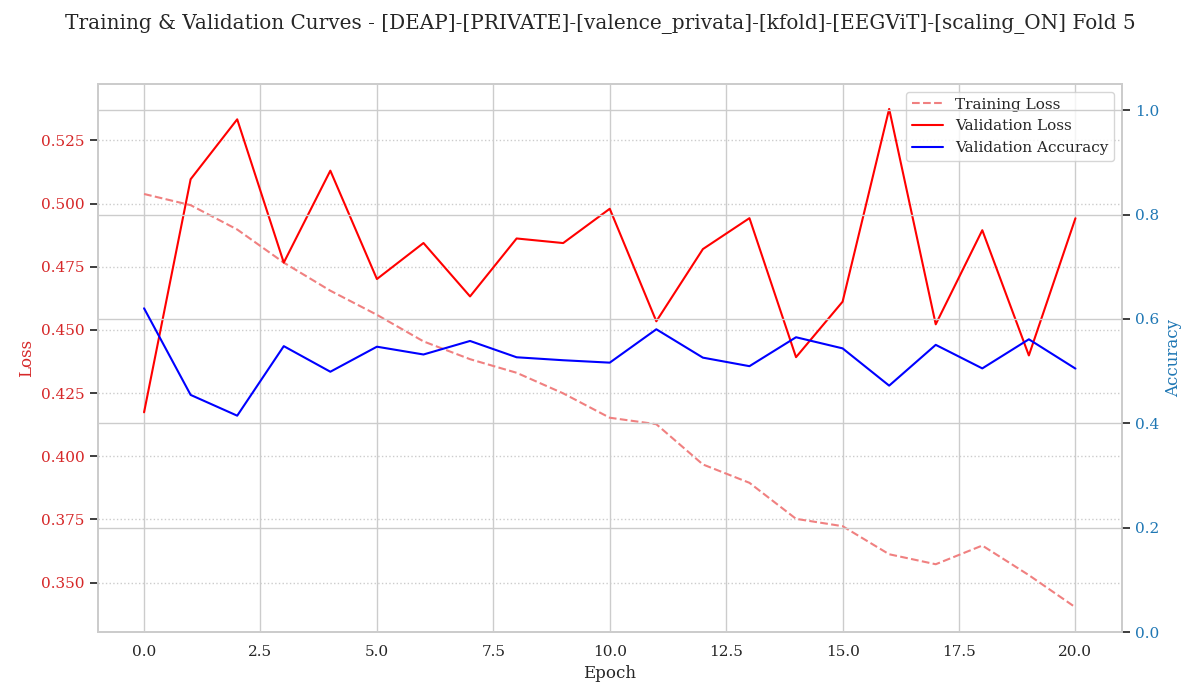 Training & Validation Curves - [DEAP]-[PRIVATE]-[valence_privata]-[kfold]-[EEGViT]-[scaling_ON] Fold 5
Training Loss
Validation Loss
Validation Accuracy
Loss
0.525
0.500
0.475
0.450
0.425
0.400
0.375
0.350
1.0
0.8
0.6
0.4
0.2
0.0
Accuracy
0.0 2.5 5.0 7.5 10.0 12.5 15.0 17.5 20.0
Epoch